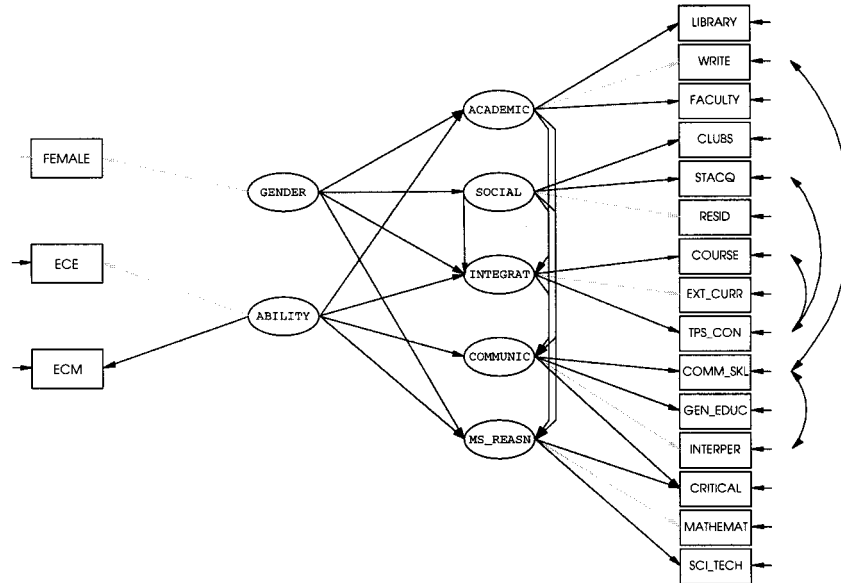 LIBRARY
WRITE
ACADEMIC
FACULTY
CLUBS
FEMALE
STACQ
GENDER
SOCIAL
RESID
COURSE
ECE
INTEGRAT
EXT_CURR
ABILITY
TPS_CON
COMMUNIC
ECM
COMM_SKL
GEN_EDUC
MS_REASN
INTERPER
CRITICAL
MATHEMAT
SCI_TECH